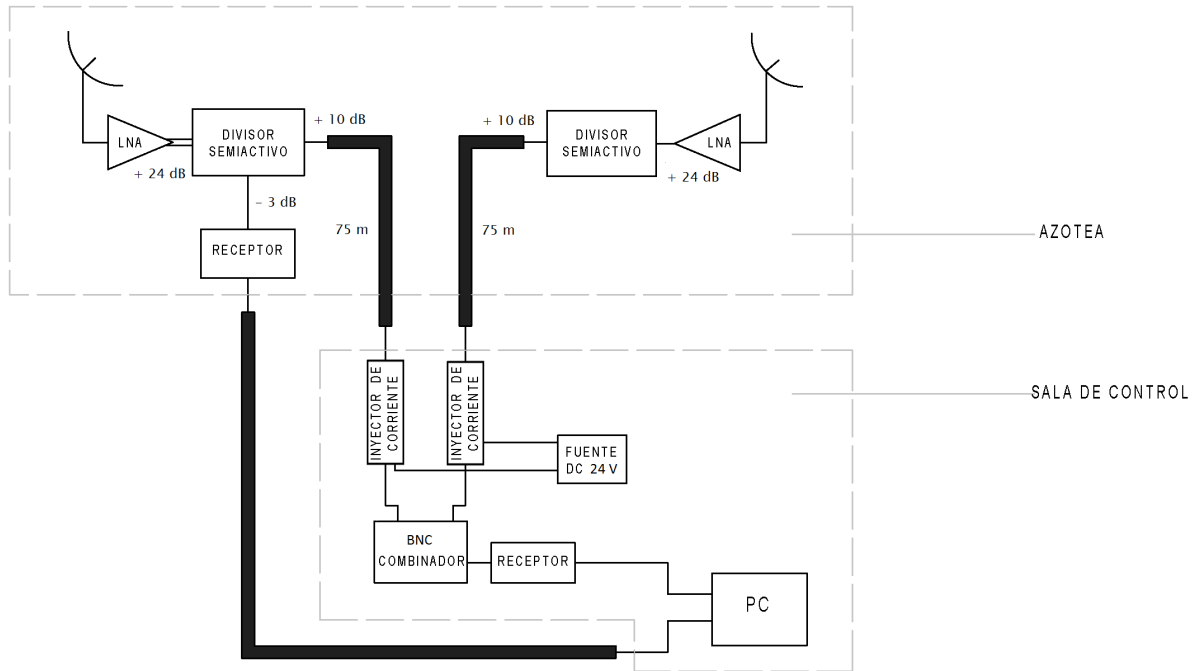 LNA
+ 24 dB
DIVISOR
SEMIACTIVO
+ 10 dB
- 3 dB
RECEPTOR
75 m
+ 10 dB
75 m
DIVISOR
SEMIACTIVO
LNA
+ 24 dB
AZOTEA
INYECTOR DE
CORRIENTE
INYECTOR DE
CORRIENTE
FUENTE
DC 24 V
SALA DE CONTROL
BNC
COMBINADOR
RECEPTOR
PC